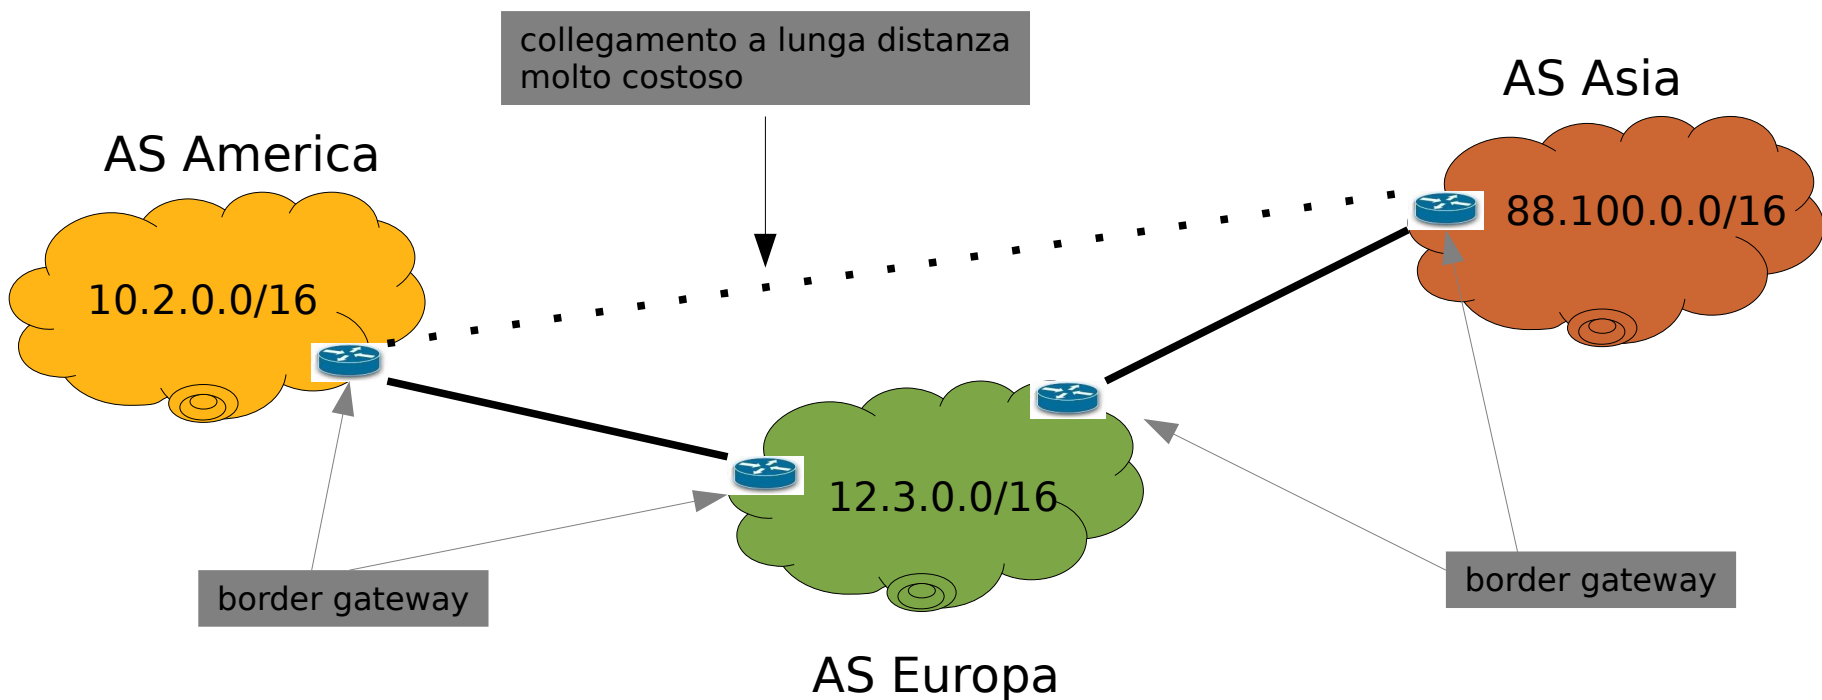 collegamento a lunga distanza
molto costoso
AS Asia
AS America
88.100.0.0/16
10.2.0.0/16
12.3.0.0/16
border gateway
border gateway
AS Europa